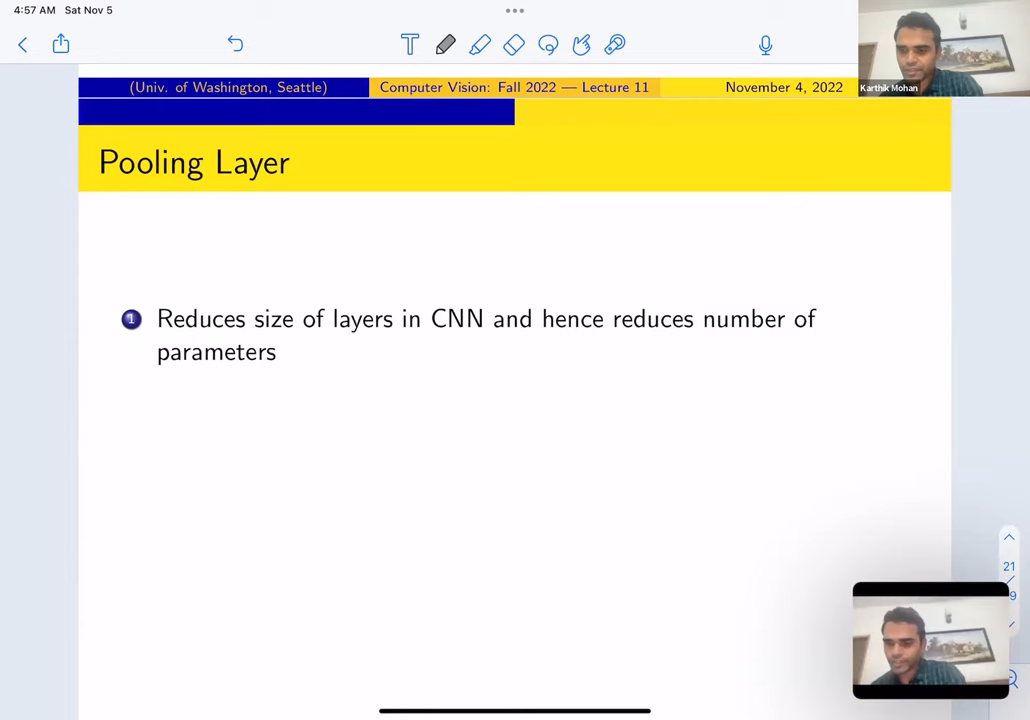 4:57 AM Sat Nov 5
T
(Univ. of Washington, Seattle) Computer Vision: Fall 2022 — Lecture 11 November 4, 2022
Karthik Mohan
Pooling Layer
1 Reduces size of layers in CNN and hence reduces number of
parameters
21
9